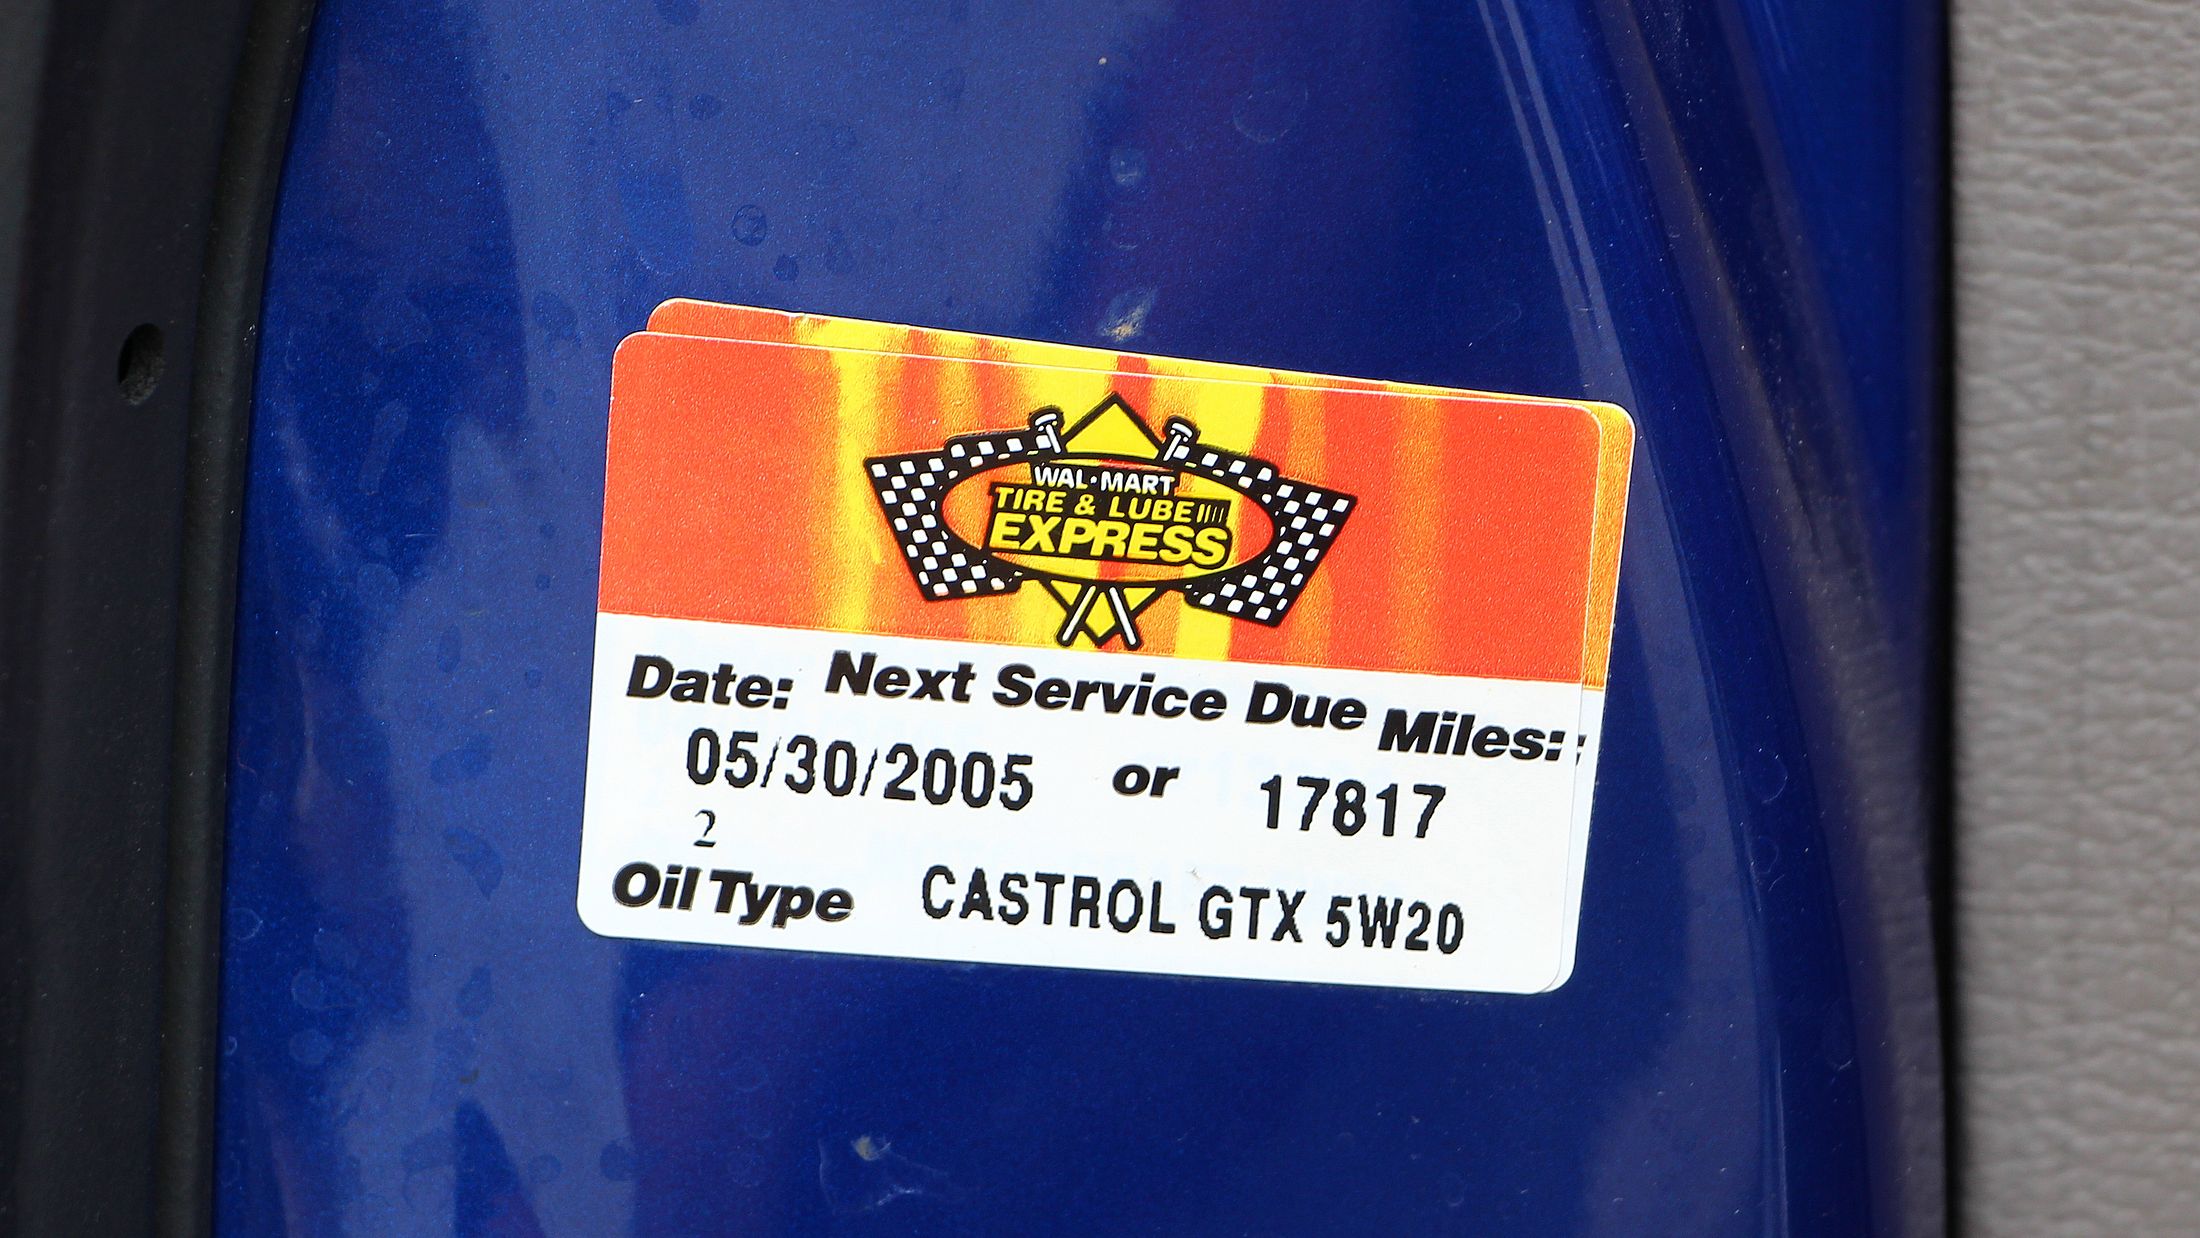 WAL•MART
TIRE & LUBE
EXPRESS
Date: Next Service Due Miles:
05/30/2005 or 17817
2
Oil Type CASTROL GTX 5W20